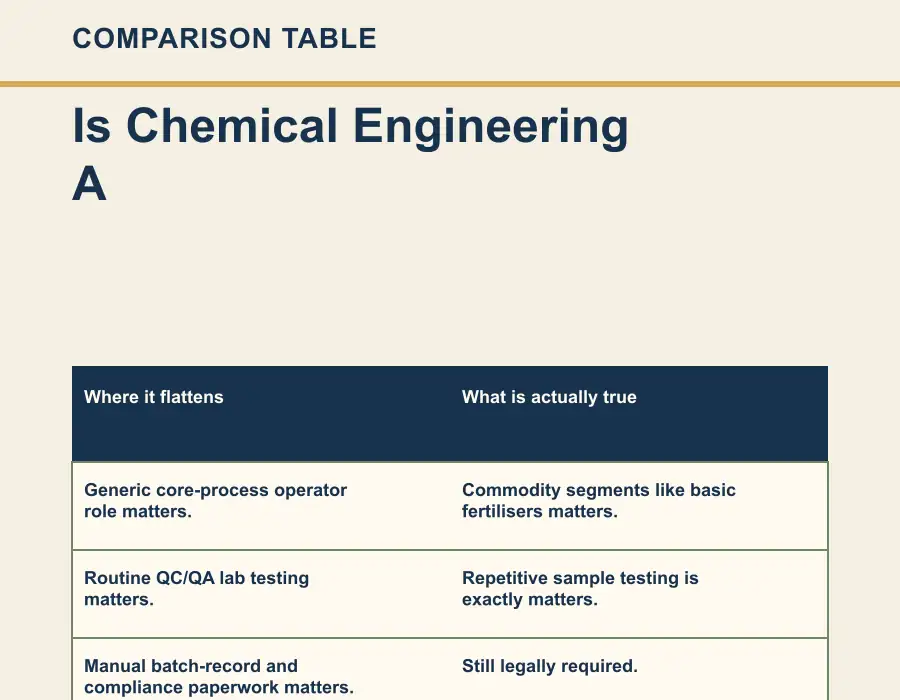 COMPARISON TABLE
Is Chemical Engineering
A
Where it flattens
What is actually true
Generic core-process operator
role matters.
Commodity segments like basic
fertilisers matters.
Routine QC/QA lab testing
matters.
Repetitive sample testing is
exactly matters.
Manual batch-record and
compliance paperwork matters.
Still legally required.